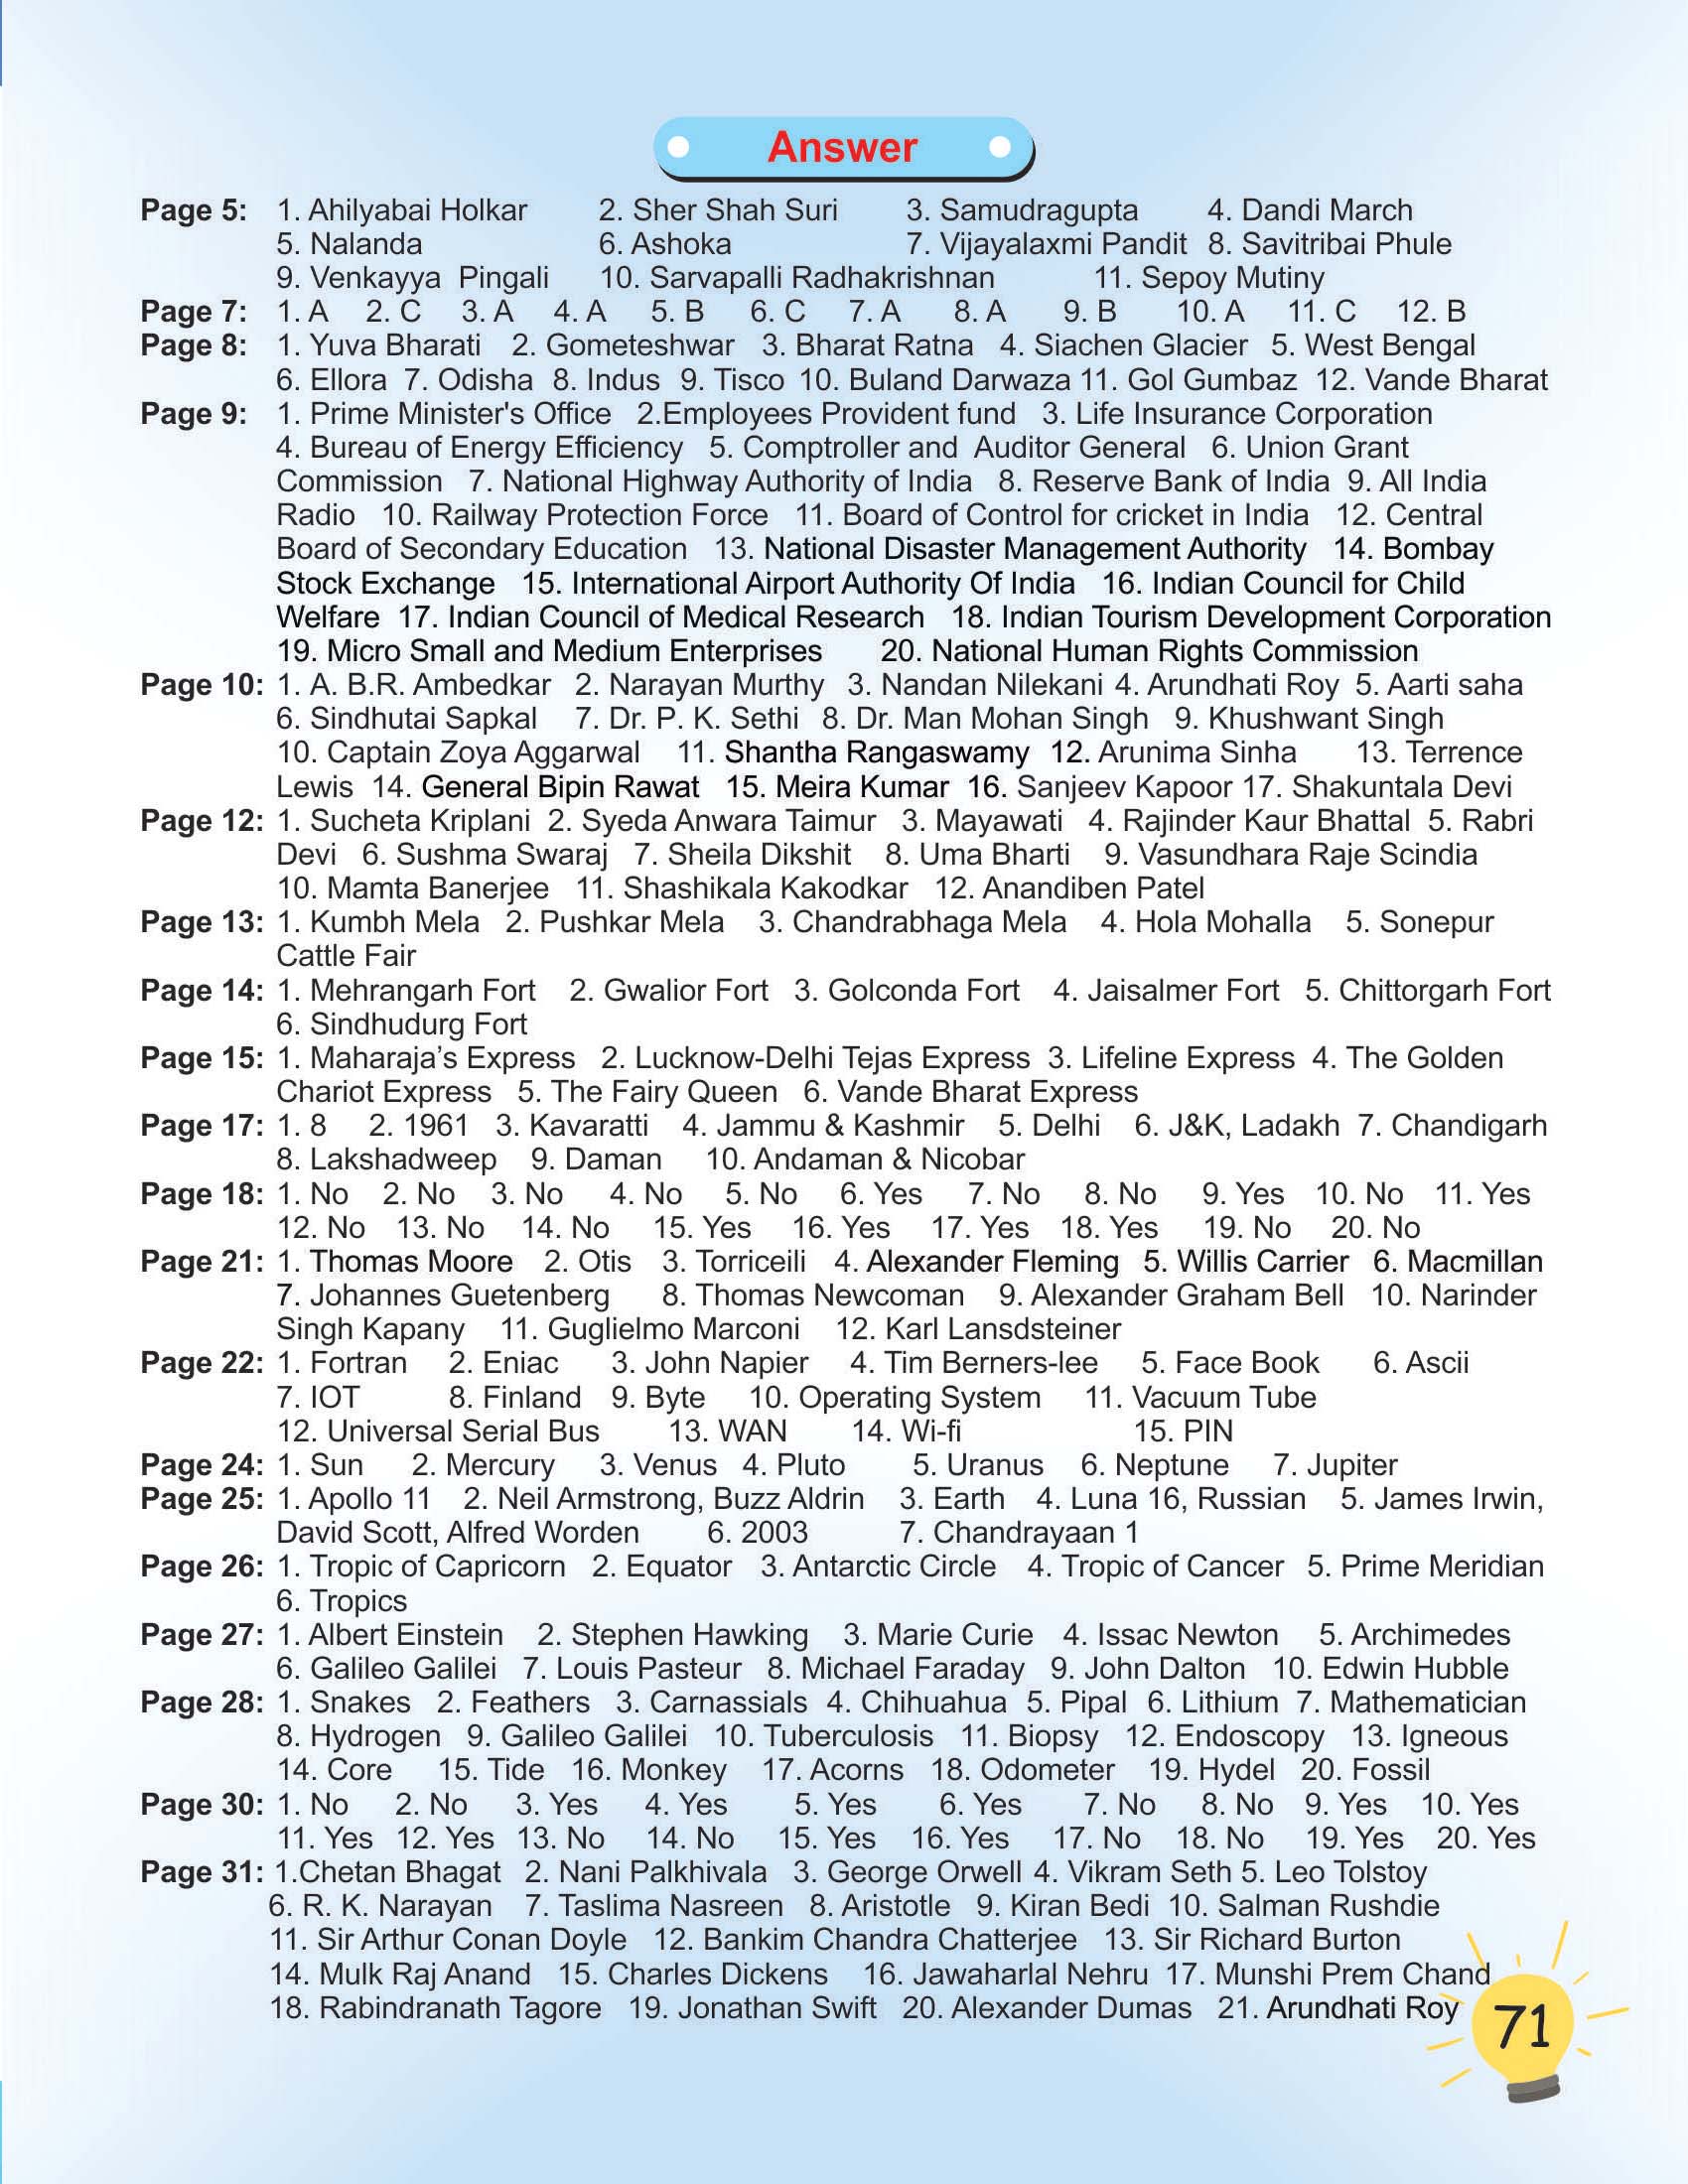 Answer
Page 5: 1. Ahilyabai Holkar 2. Sher Shah Suri 3. Samudragupta 4. Dandi March
5. Nalanda 6. Ashoka 7. Vijayalaxmi Pandit 8. Savitribai Phule
9. Venkayya Pingali 10. Sarvapalli Radhakrishnan 11. Sepoy Mutiny
Page 7: 1. A 2. C 3. A 4. A 5. B 6. C 7. A 8. A 9. B 10. A 11. C 12. B
Page 8: 1. Yuva Bharati 2. Gometeshwar 3. Bharat Ratna 4. Siachen Glacier 5. West Bengal
6. Ellora 7. Odisha 8. Indus 9. Tisco 10. Buland Darwaza 11. Gol Gumbaz 12. Vande Bharat
Page 9: 1. Prime Minister's Office 2.Employees Provident fund 3. Life Insurance Corporation
4. Bureau of Energy Efficiency 5. Comptroller and Auditor General 6. Union Grant
Commission 7. National Highway Authority of India 8. Reserve Bank of India 9. All India
Radio 10. Railway Protection Force 11. Board of Control for cricket in India 12. Central
Board of Secondary Education 13. National Disaster Management Authority 14. Bombay
Stock Exchange 15. International Airport Authority Of India 16. Indian Council for Child
Welfare 17. Indian Council of Medical Research 18. Indian Tourism Development Corporation
19. Micro Small and Medium Enterprises 20. National Human Rights Commission
Page 10: 1. A. B.R. Ambedkar 2. Narayan Murthy 3. Nandan Nilekani 4. Arundhati Roy 5. Aarti saha
6. Sindhutai Sapkal 7. Dr. P. K. Sethi 8. Dr. Man Mohan Singh 9. Khushwant Singh
10. Captain Zoya Aggarwal 11. Shantha Rangaswamy 12. Arunima Sinha 13. Terrence
Lewis 14. General Bipin Rawat 15. Meira Kumar 16. Sanjeev Kapoor 17. Shakuntala Devi
Page 12: 1. Sucheta Kriplani 2. Syeda Anwara Taimur 3. Mayawati 4. Rajinder Kaur Bhattal 5. Rabri
Devi 6. Sushma Swaraj 7. Sheila Dikshit 8. Uma Bharti 9. Vasundhara Raje Scindia
10. Mamta Banerjee 11. Shashikala Kakodkar 12. Anandiben Patel
Page 13: 1. Kumbh Mela 2. Pushkar Mela 3. Chandrabhaga Mela 4. Hola Mohalla 5. Sonepur
Cattle Fair
Page 14: 1. Mehrangarh Fort 2. Gwalior Fort 3. Golconda Fort 4. Jaisalmer Fort 5. Chittorgarh Fort
6. Sindhudurg Fort
Page 15: 1. Maharaja’s Express 2. Lucknow-Delhi Tejas Express 3. Lifeline Express 4. The Golden
Chariot Express 5. The Fairy Queen 6. Vande Bharat Express
Page 17: 1. 8 2. 1961 3. Kavaratti 4. Jammu & Kashmir 5. Delhi 6. J&K, Ladakh 7. Chandigarh
8. Lakshadweep 9. Daman 10. Andaman & Nicobar
Page 18: 1. No 2. No 3. No 4. No 5. No 6. Yes 7. No 8. No 9. Yes 10. No 11. Yes
12. No 13. No 14. No 15. Yes 16. Yes 17. Yes 18. Yes 19. No 20. No
Page 21: 1. Thomas Moore 2. Otis 3. Torriceili 4. Alexander Fleming 5. Willis Carrier 6. Macmillan
7. Johannes Guetenberg 8. Thomas Newcoman 9. Alexander Graham Bell 10. Narinder
Singh Kapany 11. Guglielmo Marconi 12. Karl Lansdsteiner
Page 22: 1. Fortran 2. Eniac 3. John Napier 4. Tim Berners-lee 5. Face Book 6. Ascii
7. IOT 8. Finland 9. Byte 10. Operating System 11. Vacuum Tube
12. Universal Serial Bus 13. WAN 14. Wi-fi 15. PIN
Page 24: 1. Sun 2. Mercury 3. Venus 4. Pluto 5. Uranus 6. Neptune 7. Jupiter
Page 25: 1. Apollo 11 2. Neil Armstrong, Buzz Aldrin 3. Earth 4. Luna 16, Russian 5. James Irwin,
David Scott, Alfred Worden 6. 2003 7. Chandrayaan 1
Page 26: 1. Tropic of Capricorn 2. Equator 3. Antarctic Circle 4. Tropic of Cancer 5. Prime Meridian
6. Tropics
Page 27: 1. Albert Einstein 2. Stephen Hawking 3. Marie Curie 4. Issac Newton 5. Archimedes
6. Galileo Galilei 7. Louis Pasteur 8. Michael Faraday 9. John Dalton 10. Edwin Hubble
Page 28: 1. Snakes 2. Feathers 3. Carnassials 4. Chihuahua 5. Pipal 6. Lithium 7. Mathematician
8. Hydrogen 9. Galileo Galilei 10. Tuberculosis 11. Biopsy 12. Endoscopy 13. Igneous
14. Core 15. Tide 16. Monkey 17. Acorns 18. Odometer 19. Hydel 20. Fossil
Page 30: 1. No 2. No 3. Yes 4. Yes 5. Yes 6. Yes 7. No 8. No 9. Yes 10. Yes
11. Yes 12. Yes 13. No 14. No 15. Yes 16. Yes 17. No 18. No 19. Yes 20. Yes
Page 31: 1.Chetan Bhagat 2. Nani Palkhivala 3. George Orwell 4. Vikram Seth 5. Leo Tolstoy
6. R. K. Narayan 7. Taslima Nasreen 8. Aristotle 9. Kiran Bedi 10. Salman Rushdie
11. Sir Arthur Conan Doyle 12. Bankim Chandra Chatterjee 13. Sir Richard Burton
14. Mulk Raj Anand 15. Charles Dickens 16. Jawaharlal Nehru 17. Munshi Prem Chand
18. Rabindranath Tagore 19. Jonathan Swift 20. Alexander Dumas 21. Arundhati Roy
71